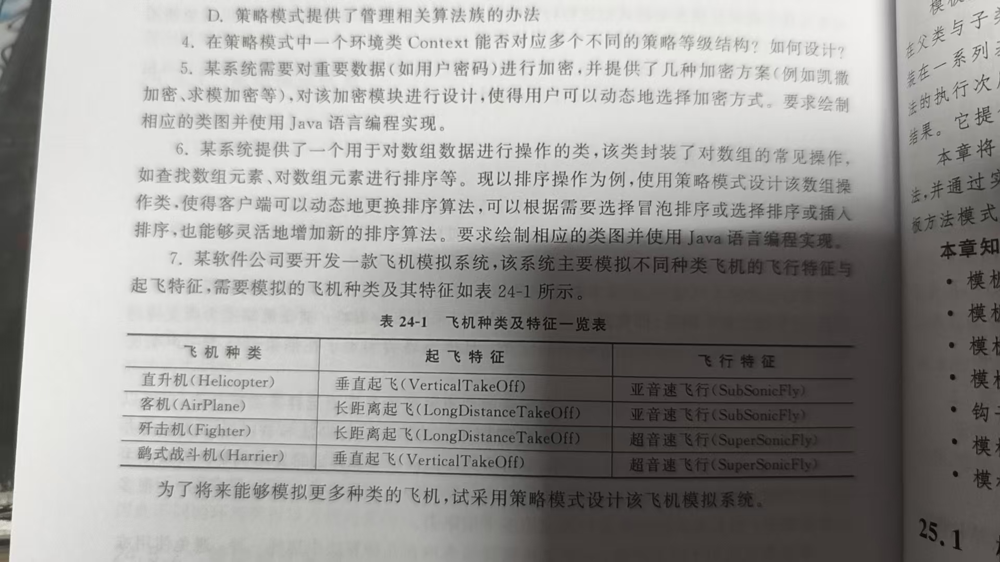 D. 策略模式提供了管理相关算法族的办法
4. 在策略模式中一个环境类 Context 能否对应多个不同的策略等级结构？如何设计？
5. 某系统需要对重要数据(如用户密码)进行加密,并提供了几种加密方案(例如凯撒
加密、求模加密等),对该加密模块进行设计,使得用户可以动态地选择加密方式。要求绘制
相应的类图并使用 Java 语言编程实现。
6. 某系统提供了一个用于对数组数据进行操作的类,该类封装了对数组的常见操作,
如查找数组元素、对数组元素进行排序等。现以排序操作为例,使用策略模式设计该数组操
作类,使得客户端可以动态地更换排序算法,可以根据需要选择冒泡排序或选择排序或插入
排序,也能够灵活地增加新的排序算法。要求绘制相应的类图并使用 Java 语言编程实现。
7. 某软件公司要开发一款飞机模拟系统,该系统主要模拟不同种类飞机的飞行特征与
起飞特征,需要模拟的飞机种类及其特征如表 24-1 所示。
表 24-1 飞机种类及特征一览表
飞机种类 起飞特征 飞行特征
直升机(Helicopter) 垂直起飞(VerticalTakeOff) 亚音速飞行(SubSonicFly)
客机(AirPlane) 长距离起飞(LongDistanceTakeOff) 亚音速飞行(SubSonicFly)
歼击机(Fighter) 长距离起飞(LongDistanceTakeOff) 超音速飞行(SuperSonicFly)
鹞式战斗机(Harrier) 垂直起飞(VerticalTakeOff) 超音速飞行(SuperSonicFly)
为了将来能够模拟更多种类的飞机,试采用策略模式设计该飞机模拟系统。
在父类与子
装在一系列
法的执行次
结果。它提
本章将
法,并通过
板方法模式
本章知
• 模
• 模
• 模
• 模
• 钩
• 模
• 模
25.1